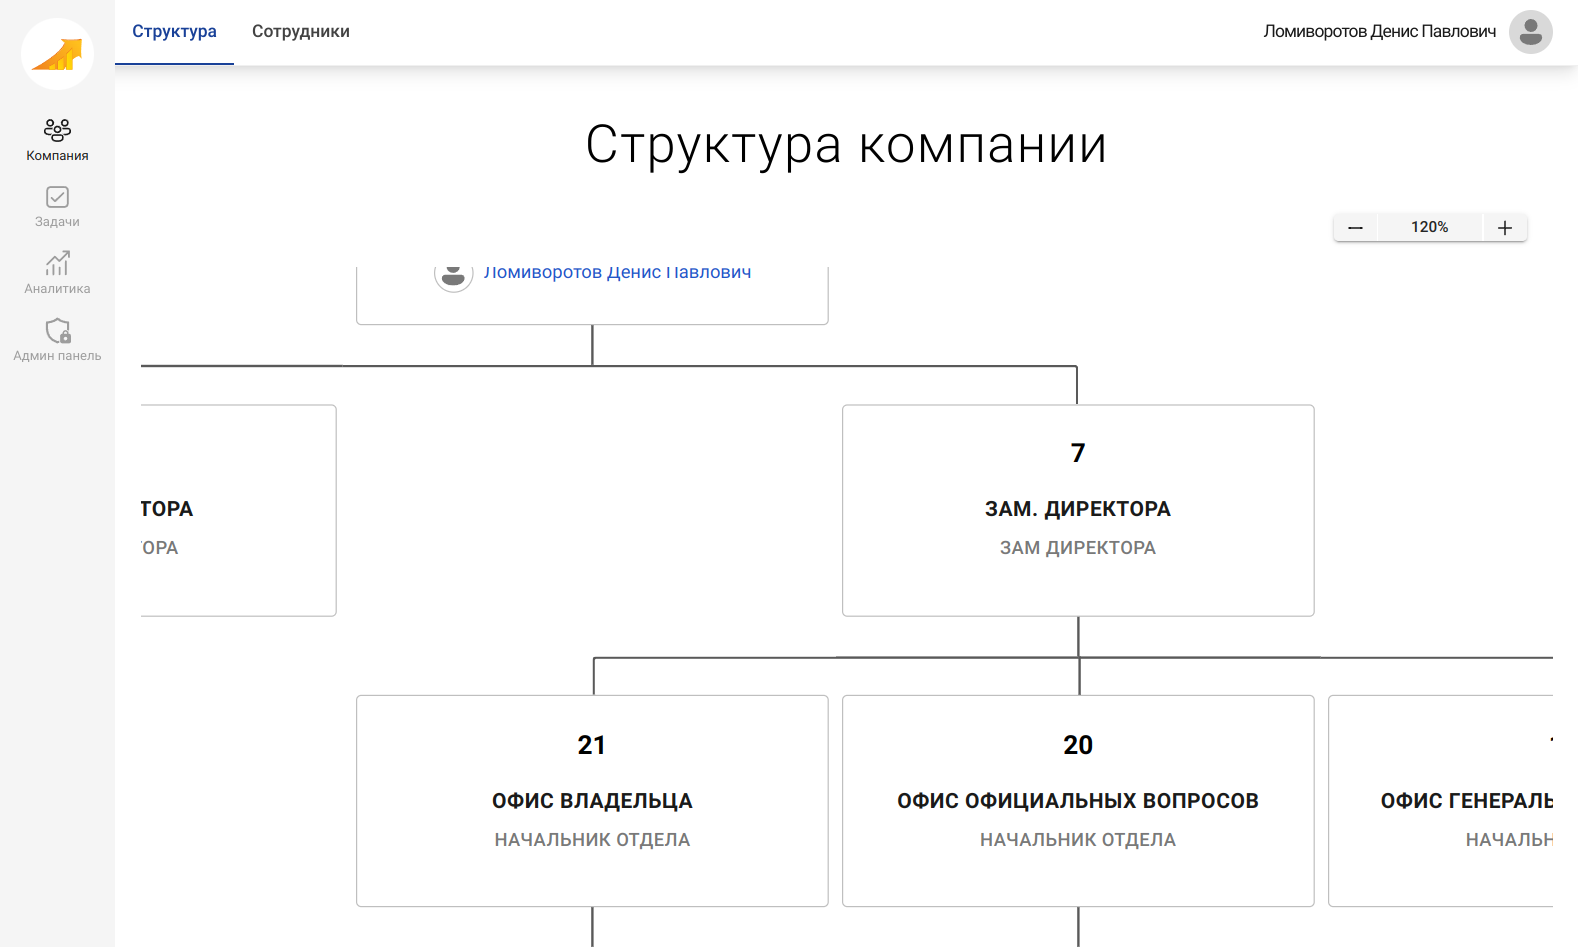 Структура
Сотрудники
Ломиворотов Денис Павлович
Компания
Задачи
Аналитика
Админ панель
Структура компании
120%
Ломиворотов Денис Павлович
ТОРА
ОРА
7
ЗАМ. ДИРЕКТОРА
ЗАМ ДИРЕКТОРА
21
ОФИС ВЛАДЕЛЬЦА
НАЧАЛЬНИК ОТДЕЛА
20
ОФИС ОФИЦИАЛЬНЫХ ВОПРОСОВ
НАЧАЛЬНИК ОТДЕЛА
ОФИС ГЕНЕРАЛЬ
НАЧАЛЬН